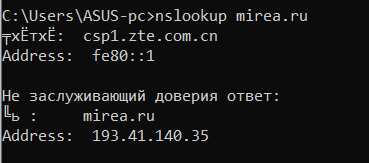 C:\Users\ASUS-pc>nslookup mirea.ru
╤хЁтхЁ:  csp1.zte.com.cn
Address:  fe80::1
Не заслуживающий доверия ответ:
╚ь :     mirea.ru
Address:  193.41.140.35